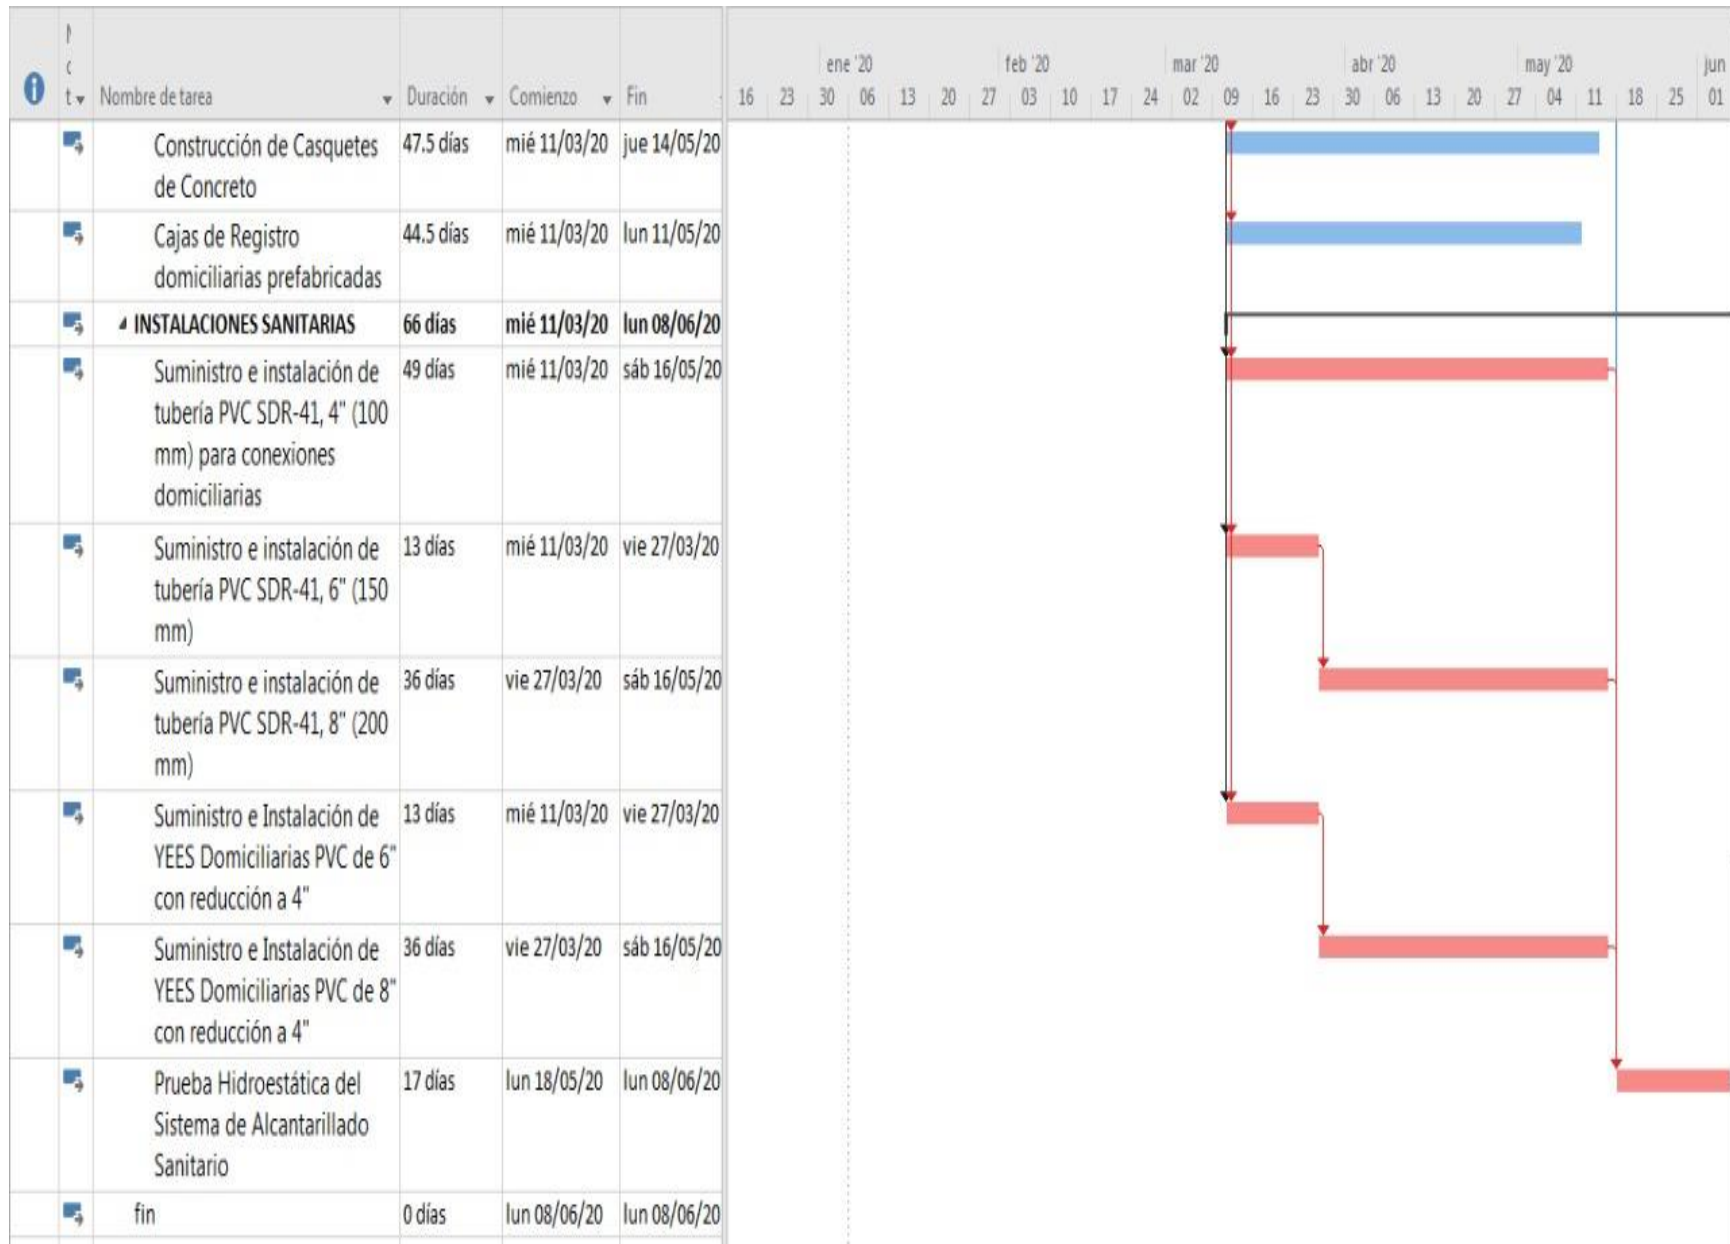 ene '20 feb '20 mar '20 abr '20 may '20 jun
t Nombre de tarea Duración Comienzo Fin 16 23 30 06 13 20 27 03 10 17 24 02 09 16 23 30 06 13 20 27 04 11 18 25 01
Construcción de Casquetes 47.5 días mié 11/03/20 jue 14/05/20
de Concreto
Cajas de Registro 44.5 días mié 11/03/20 lun 11/05/20
domiciliarias prefabricadas
INSTALACIONES SANITARIAS 66 días mié 11/03/20 lun 08/06/20
Suministro e instalación de 49 días mié 11/03/20 sáb 16/05/20
tubería PVC SDR-41, 4" (100
mm) para conexiones
domiciliarias
Suministro e instalación de 13 días mié 11/03/20 vie 27/03/20
tubería PVC SDR-41, 6" (150
mm)
Suministro e instalación de 36 días vie 27/03/20 sáb 16/05/20
tubería PVC SDR-41, 8" (200
mm)
Suministro e Instalación de 13 días mié 11/03/20 vie 27/03/20
YEES Domiciliarias PVC de 6"
con reducción a 4"
Suministro e Instalación de 36 días vie 27/03/20 sáb 16/05/20
YEES Domiciliarias PVC de 8"
con reducción a 4"
Prueba Hidroestática del 17 días lun 18/05/20 lun 08/06/20
Sistema de Alcantarillado
Sanitario
fin 0 días lun 08/06/20 lun 08/06/20